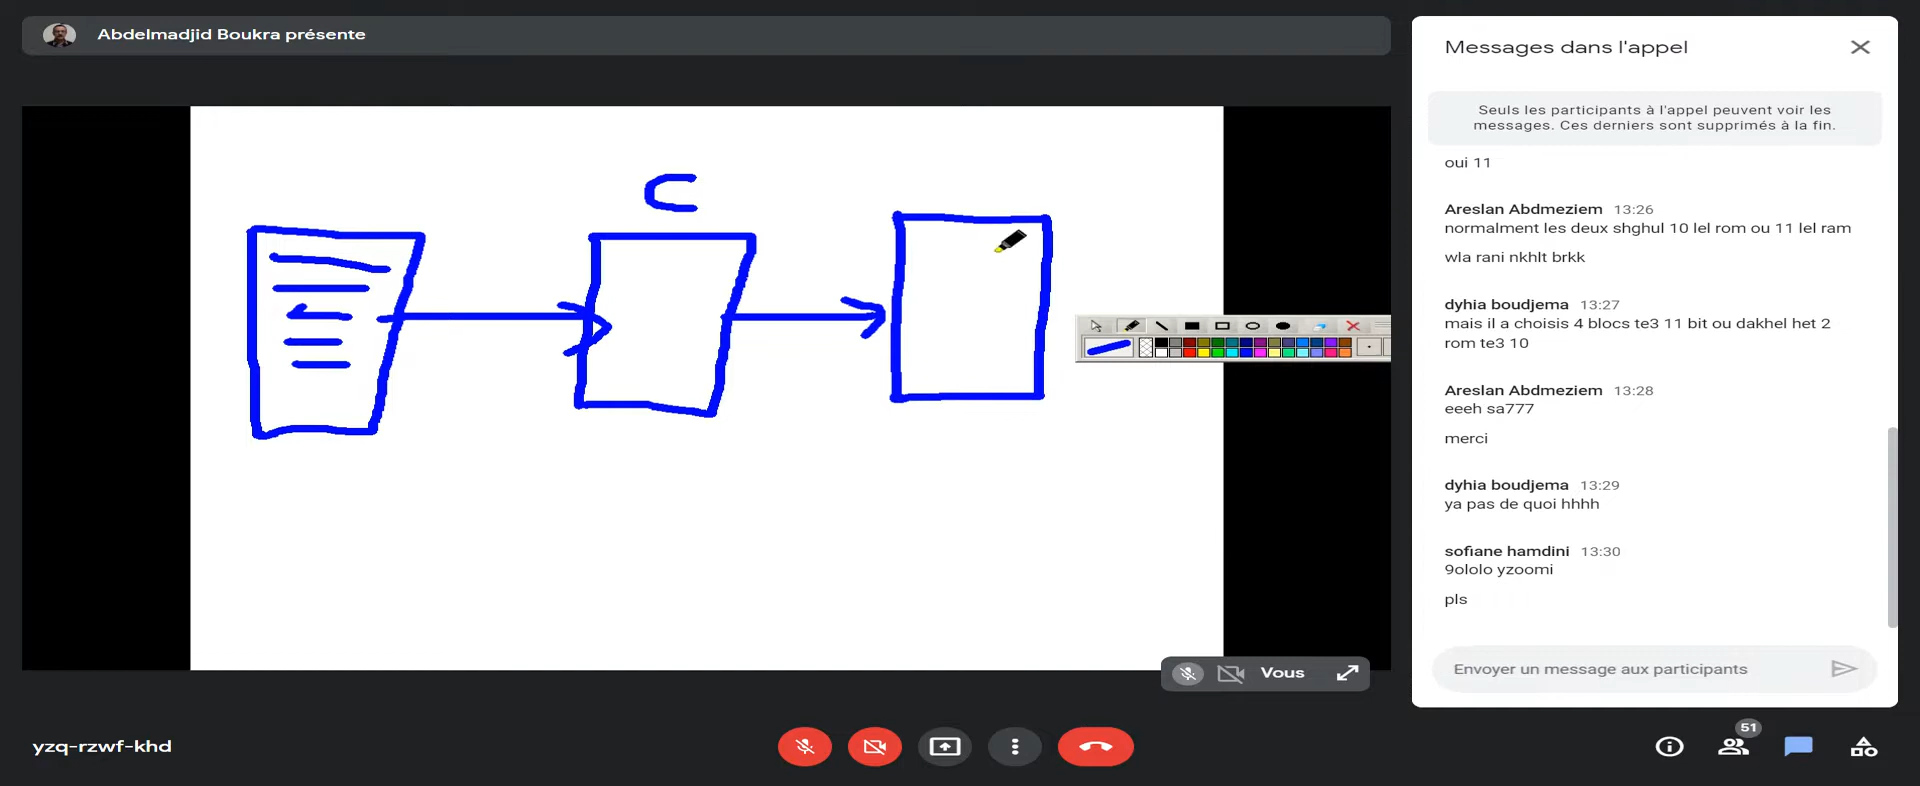 Abdelmadjid Boukra présente
C
Vous
yzq-rzwf-khd
51
Messages dans l'appel
Seuls les participants à l'appel peuvent voir les
messages. Ces derniers sont supprimés à la fin.
oui 11
Areslan Abdmeziem 13:26
normalment les deux shghul 10 lel rom ou 11 lel ram
wla rani nkhlt brkk
dyhia boudjema 13:27
mais il a choisis 4 blocs te3 11 bit ou dakhel het 2
rom te3 10
Areslan Abdmeziem 13:28
eeeh sa777
merci
dyhia boudjema 13:29
ya pas de quoi hhhh
sofiane hamdini 13:30
9ololo yzoomi
pls
Envoyer un message aux participants